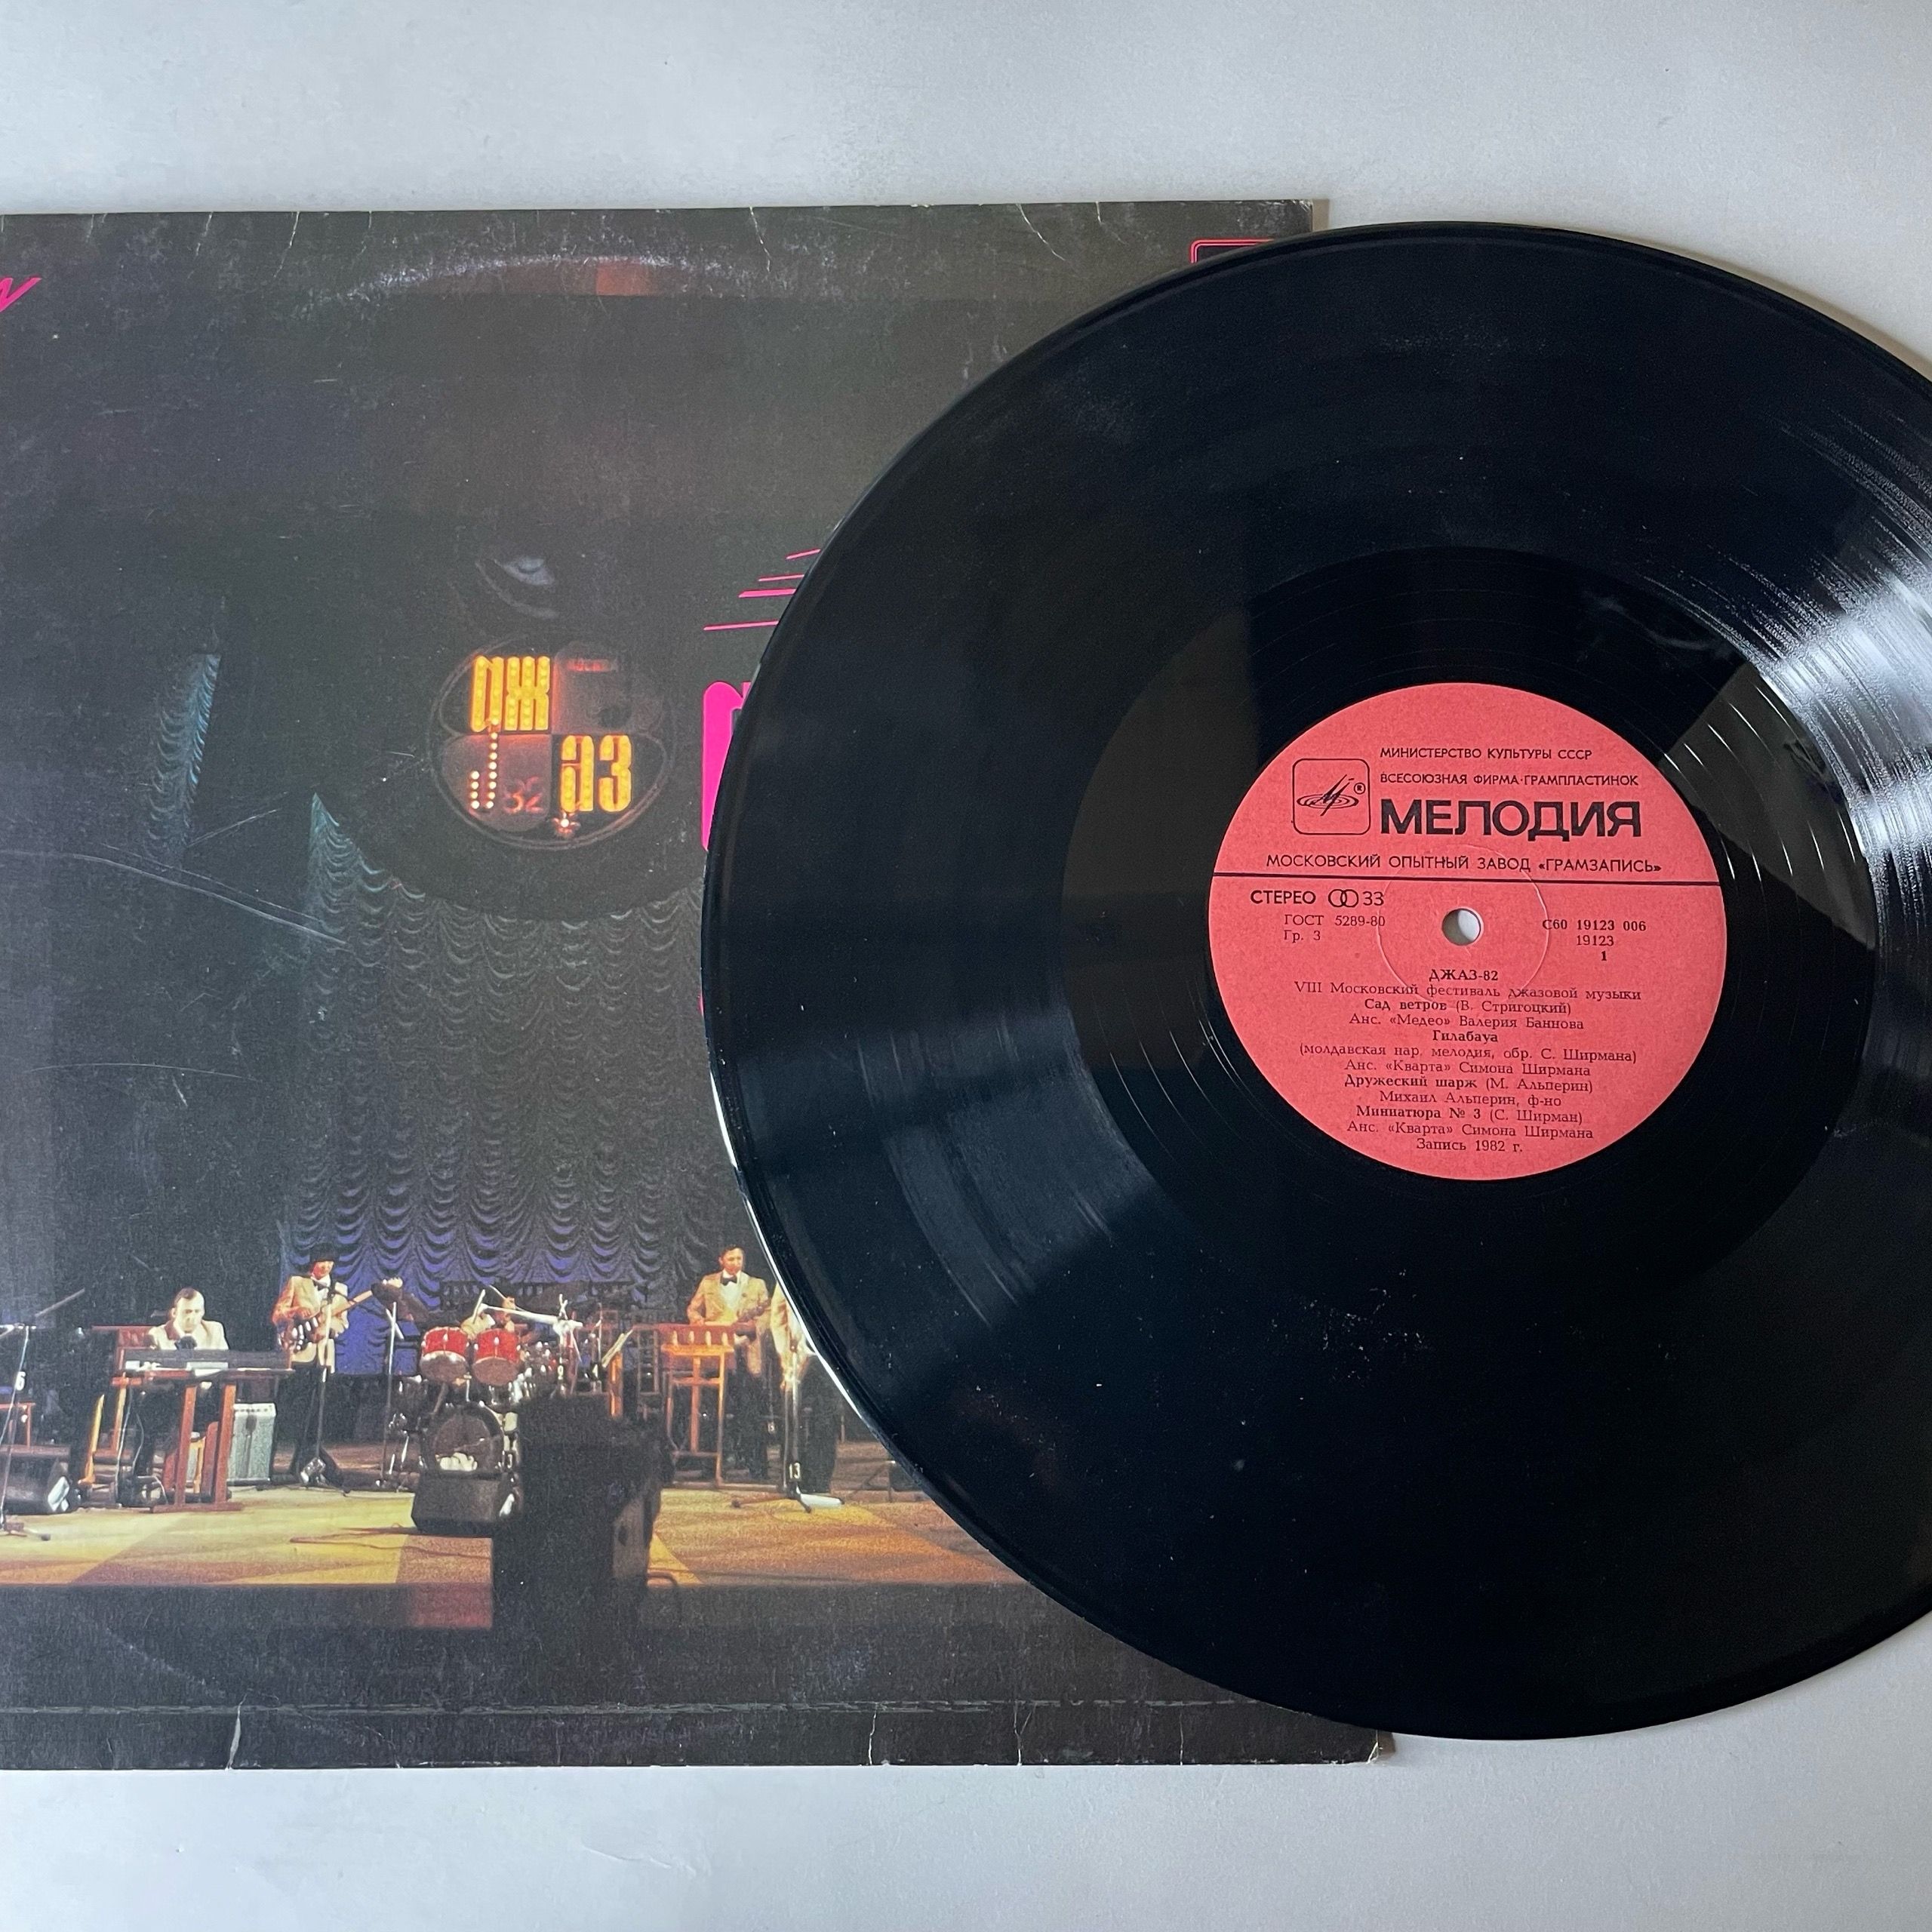 ДЖ
МОСКВА
82
АЗ
13
МИНИСТЕРСТВО КУЛЬТУРЫ СССР
ВСЕСОЮЗНАЯ ФИРМА·ГРАМПЛАСТИНОК
МЕЛОДИЯ
МОСКОВСКИЙ ОПЫТНЫЙ ЗАВОД «ГРАМЗАПИСЬ»
СТЕРЕО 33
ГОСТ 5289-80
Гр. 3
С60 19123 006
19123
1
ДЖАЗ-82
VIII Московский фестиваль джазовой музыки
Сад ветров (В. Стригоцкий)
Анс. «Медео» Валерия Баннова
Гилабауа
(молдавская нар. мелодия, обр. С. Ширмана)
Анс. «Кварта» Симона Ширмана
Дружеский шарж (М. Альперин)
Михаил Альперин, ф-но
Миниатюра № 3 (С. Ширман)
Анс. «Кварта» Симона Ширмана
Запись 1982 г.